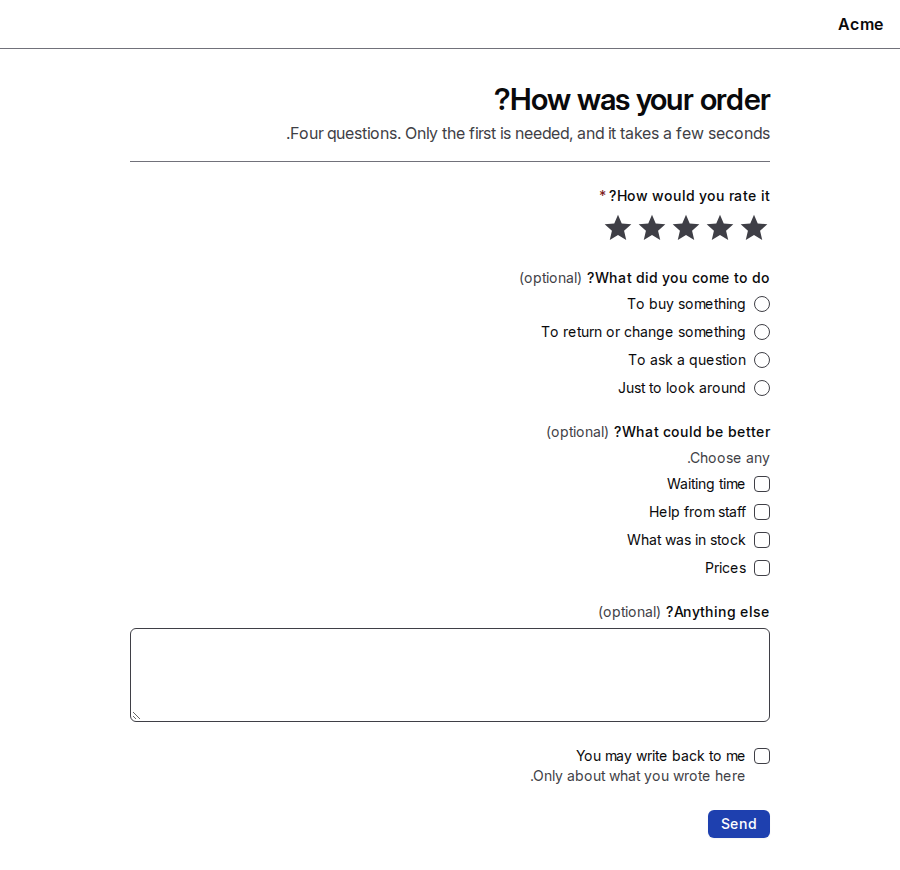 Acme
How was your order?
Four questions. Only the first is needed, and it takes a few seconds.
How would you rate it? *
What did you come to do? (optional)
To buy something
To return or change something
To ask a question
Just to look around
What could be better? (optional)
Choose any.
Waiting time
Help from staff
What was in stock
Prices
Anything else? (optional)
You may write back to me
Only about what you wrote here.
Send